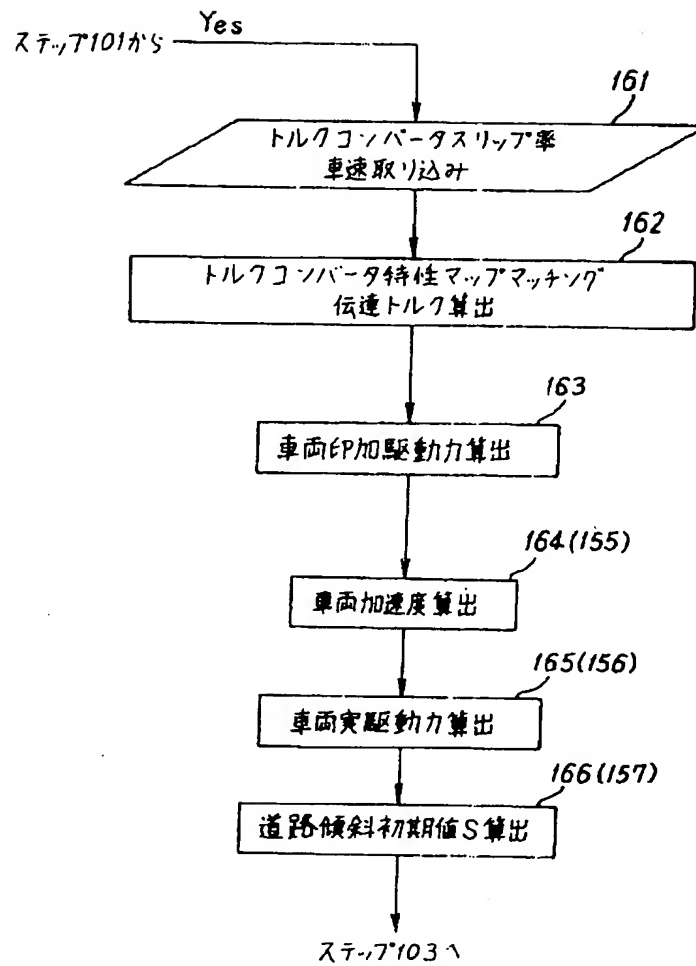 Yes
ステップ101から
161
トルクコンバータスリップ率
車速取り込み
162
トルクコンバータ特性マップマッチング
伝達トルク算出
163
車両印加駆動力算出
164(155)
車両加速度算出
165(156)
車両実駆動力算出
166(157)
道路傾斜初期値S算出
ステップ103へ